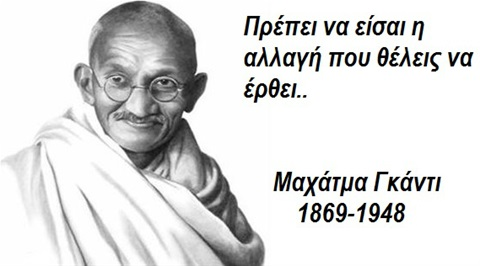 Πρέπει να είσαι η
αλλαγή που θέλεις να
έρθει..
Μαχάτμα Γκάντι
1869-1948